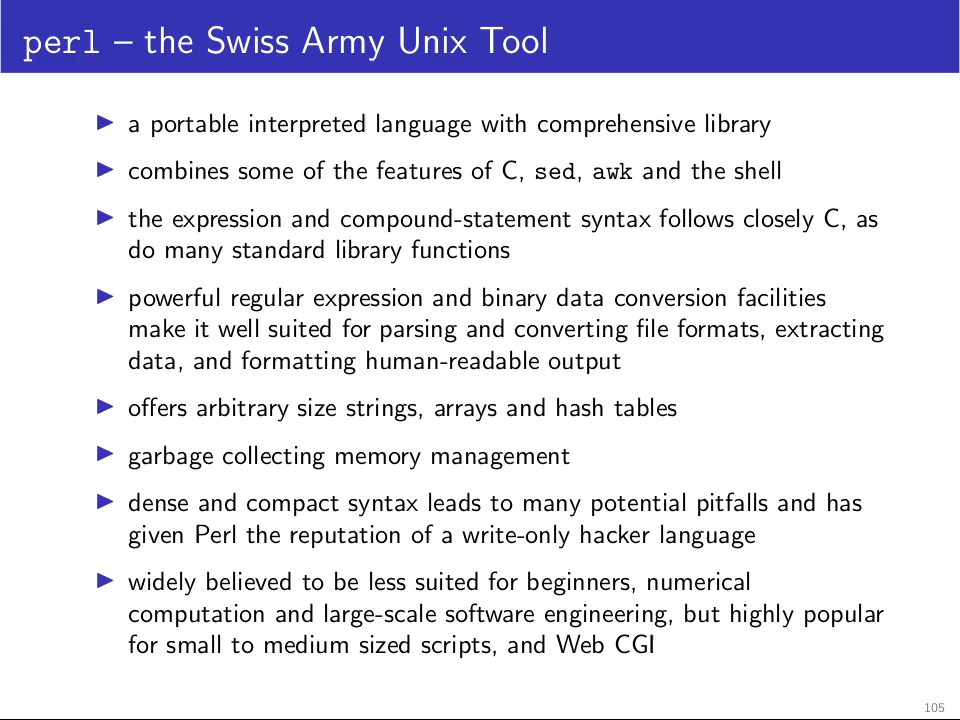 perl – the Swiss Army Unix Tool
▶ a portable interpreted language with comprehensive library
▶ combines some of the features of C, sed, awk and the shell
▶ the expression and compound-statement syntax follows closely C, as
do many standard library functions
▶ powerful regular expression and binary data conversion facilities
make it well suited for parsing and converting file formats, extracting
data, and formatting human-readable output
▶ offers arbitrary size strings, arrays and hash tables
▶ garbage collecting memory management
▶ dense and compact syntax leads to many potential pitfalls and has
given Perl the reputation of a write-only hacker language
▶ widely believed to be less suited for beginners, numerical
computation and large-scale software engineering, but highly popular
for small to medium sized scripts, and Web CGI
105